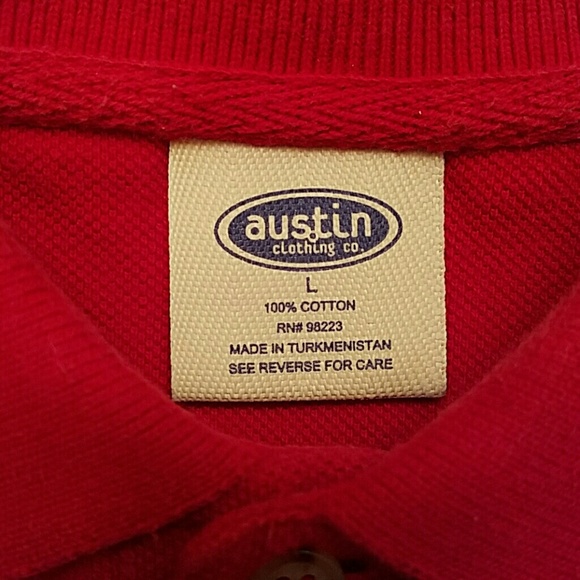 austin
clothing co.
L
100% COTTON
RN# 98223
MADE IN TURKMENISTAN
SEE REVERSE FOR CARE